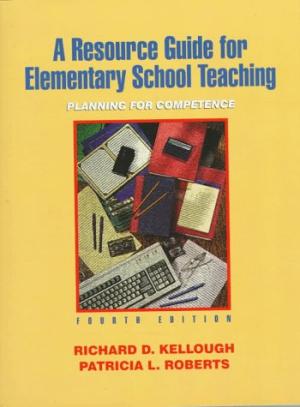 A Resource Guide for
Elementary School Teaching
PLANNING FOR COMPETENCE
FOURTH EDITION
RICHARD D. KELLOUGH
PATRICIA L. ROBERTS